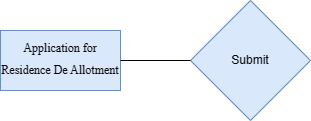 Application for
Residence De Allotment
Submit